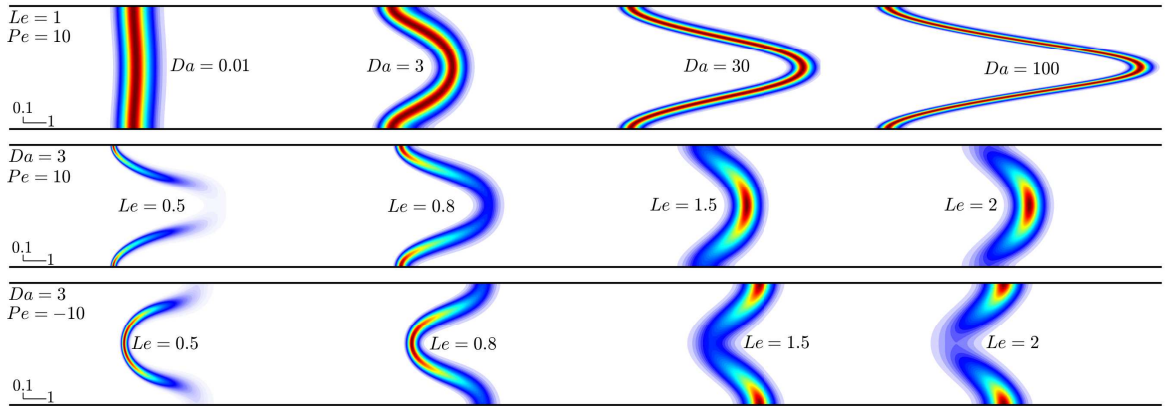 Le = 1
Pe = 10
Da = 0.01
Da = 3
Da = 30
Da = 100
0.1
1
Da = 3
Pe = 10
Le = 0.5
Le = 0.8
Le = 1.5
Le = 2
0.1
1
Da = 3
Pe = −10
Le = 0.5
Le = 0.8
Le = 1.5
Le = 2
0.1
1